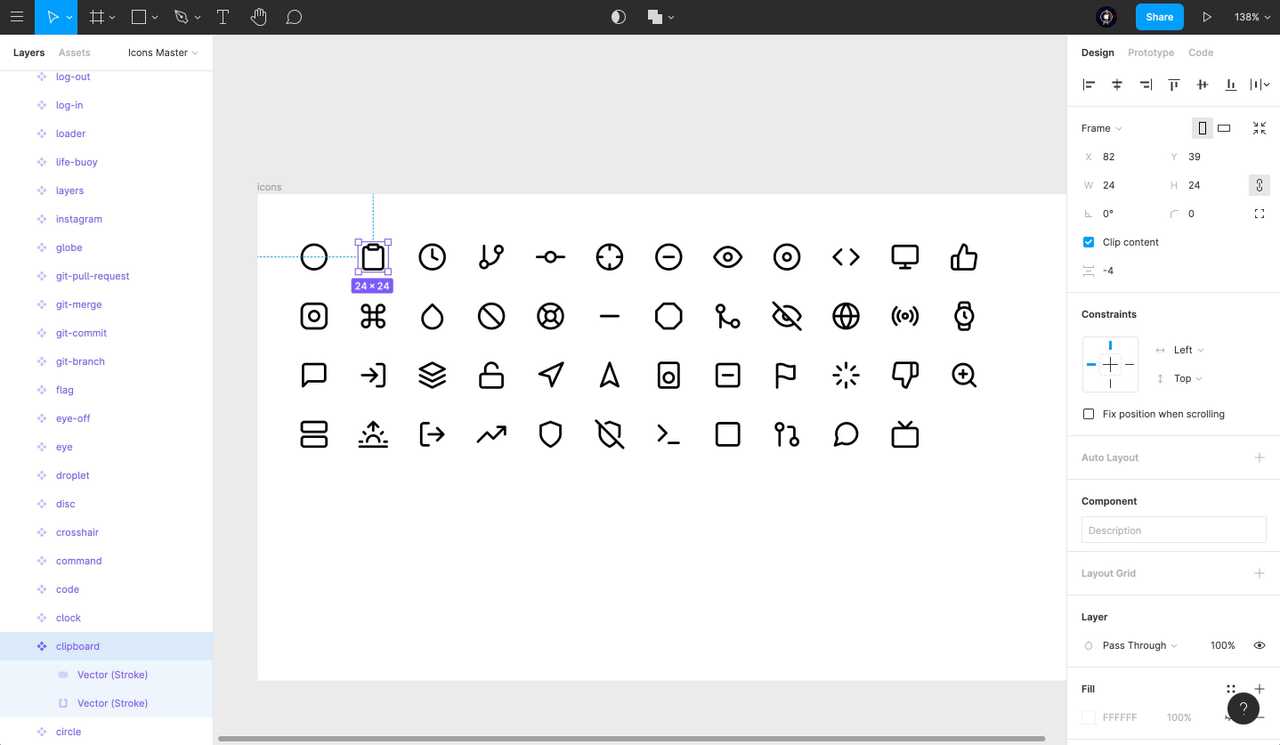 Share
138%
Layers
Assets
Icons Master
log-out
log-in
loader
life-buoy
layers
instagram
globe
git-pull-request
git-merge
git-commit
git-branch
flag
eye-off
eye
droplet
disc
crosshair
command
code
clock
clipboard
Vector (Stroke)
Vector (Stroke)
circle
icons
24 × 24
Design
Prototype
Code
Frame
X 82
Y 39
W 24
H 24
0°
0
Clip content
-4
Constraints
Left
Top
Fix position when scrolling
Auto Layout
Component
Description
Layout Grid
Layer
Pass Through
100%
Fill
FFFFFF
100%
?